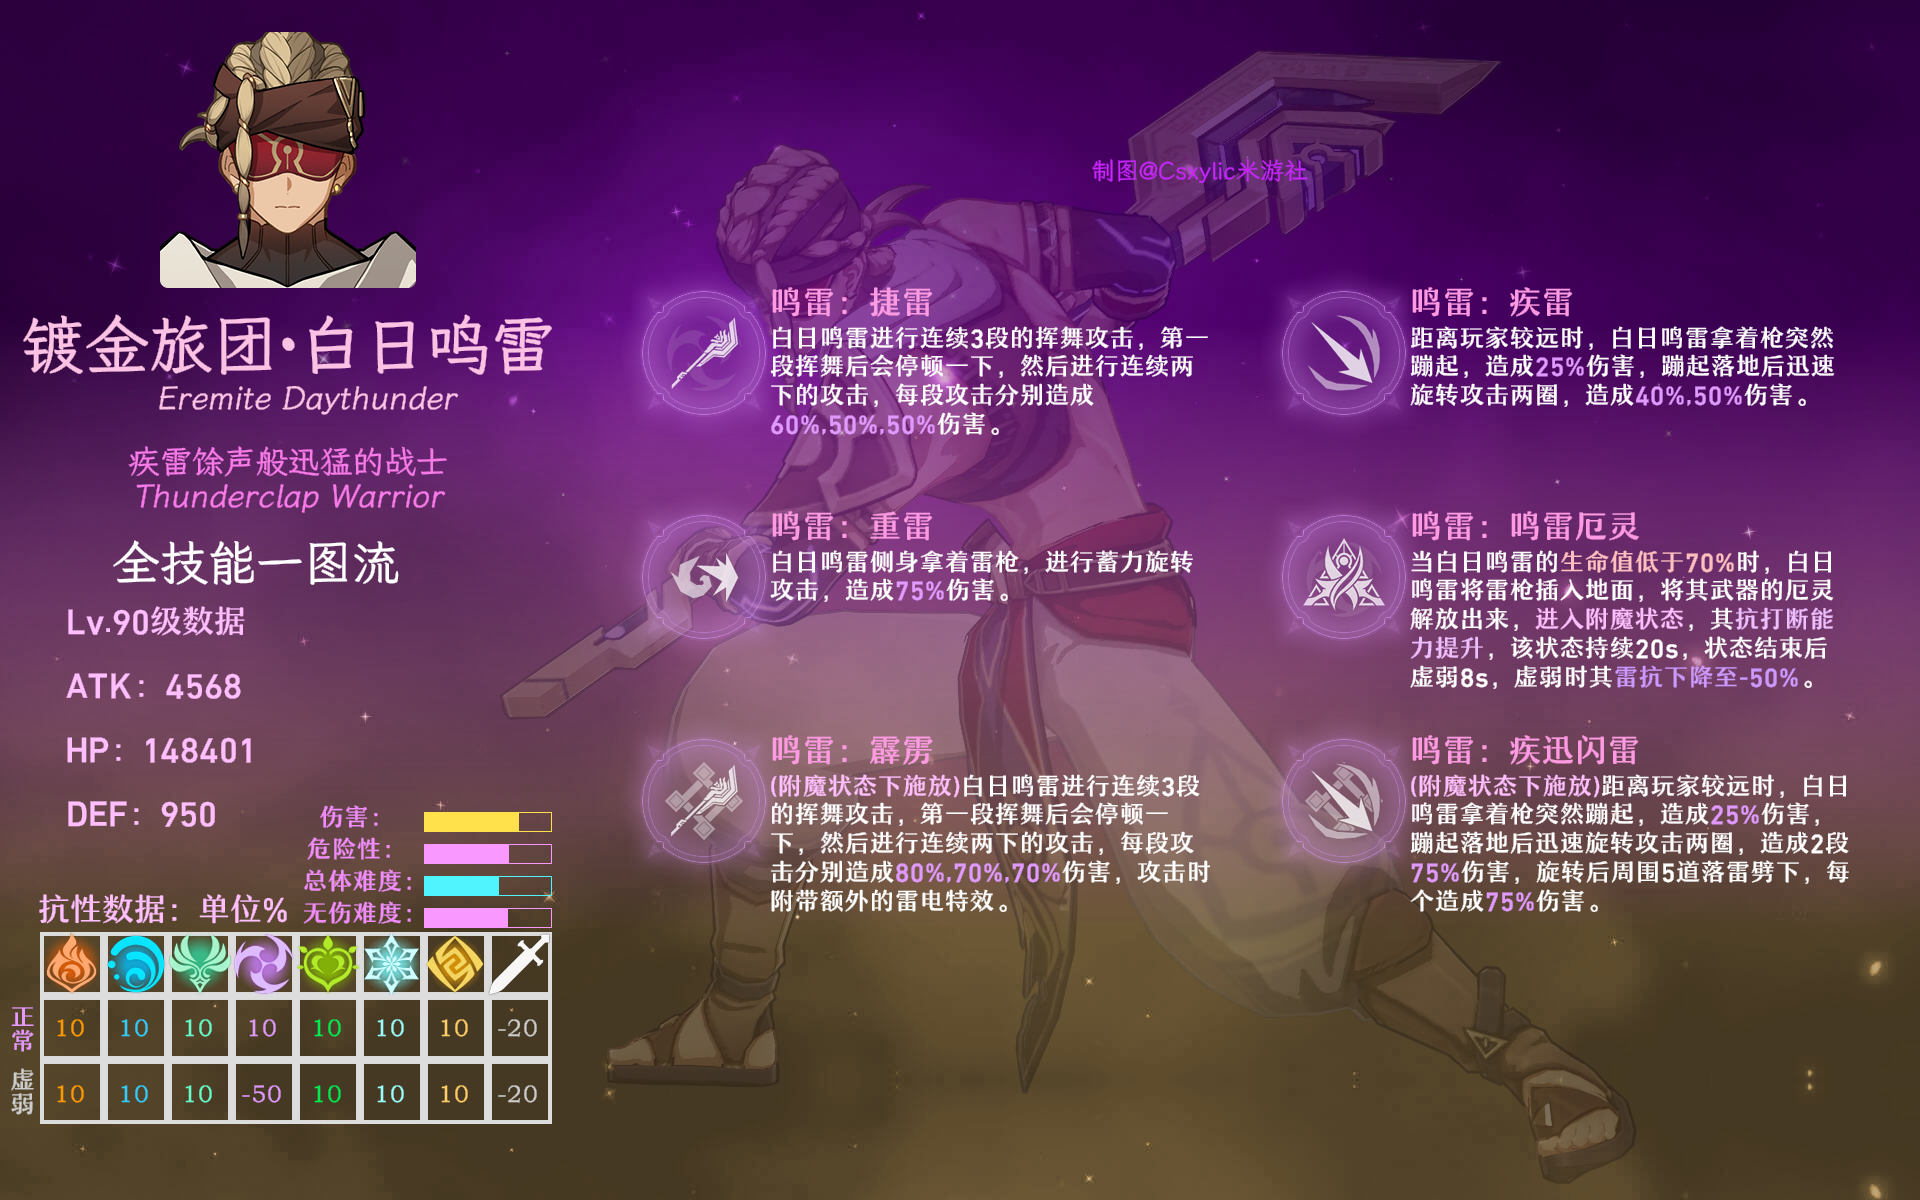 镀金旅团·白日鸣雷
Eremite Daythunder
疾雷馀声般迅猛的战士
Thunderclap Warrior
全技能一图流
Lv.90级数据
ATK：4568
HP：148401
DEF：950
伤害：
危险性：
总体难度：
无伤难度：
抗性数据：单位%
正常 10 10 10 10 10 10 10 -20
虚弱 10 10 10 -50 10 10 10 -20
制图@Csxylic米游社
鸣雷：捷雷
白日鸣雷进行连续3段的挥舞攻击，第一
段挥舞后会停顿一下，然后进行连续两
下的攻击，每段攻击分别造成
60%,50%,50%伤害。
鸣雷：重雷
白日鸣雷侧身拿着雷枪，进行蓄力旋转
攻击，造成75%伤害。
鸣雷：霹雳
(附魔状态下施放)白日鸣雷进行连续3段
的挥舞攻击，第一段挥舞后会停顿一
下，然后进行连续两下的攻击，每段攻
击分别造成80%,70%,70%伤害，攻击时
附带额外的雷电特效。
鸣雷：疾雷
距离玩家较远时，白日鸣雷拿着枪突然
蹦起，造成25%伤害，蹦起落地后迅速
旋转攻击两圈，造成40%,50%伤害。
鸣雷：鸣雷厄灵
当白日鸣雷的生命值低于70%时，白日
鸣雷将雷枪插入地面，将其武器的厄灵
解放出来，进入附魔状态，其抗打断能
力提升，该状态持续20s，状态结束后
虚弱8s，虚弱时其雷抗下降至-50%。
鸣雷：疾迅闪雷
(附魔状态下施放)距离玩家较远时，白日
鸣雷拿着枪突然蹦起，造成25%伤害，
蹦起落地后迅速旋转攻击两圈，造成2段
75%伤害，旋转后周围5道落雷劈下，每
个造成75%伤害。